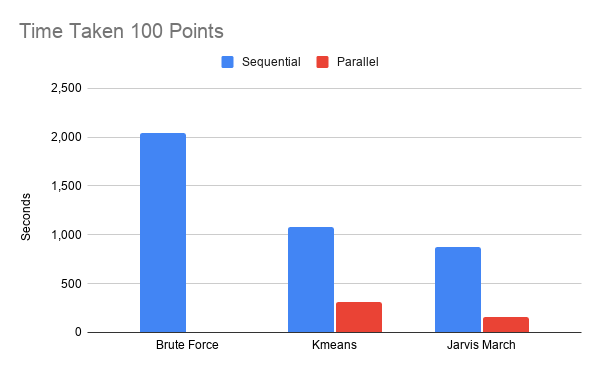 Time Taken 100 Points
Sequential Parallel
2,500
2,000
1,500
1,000
500
0
Seconds
Brute Force Kmeans Jarvis March